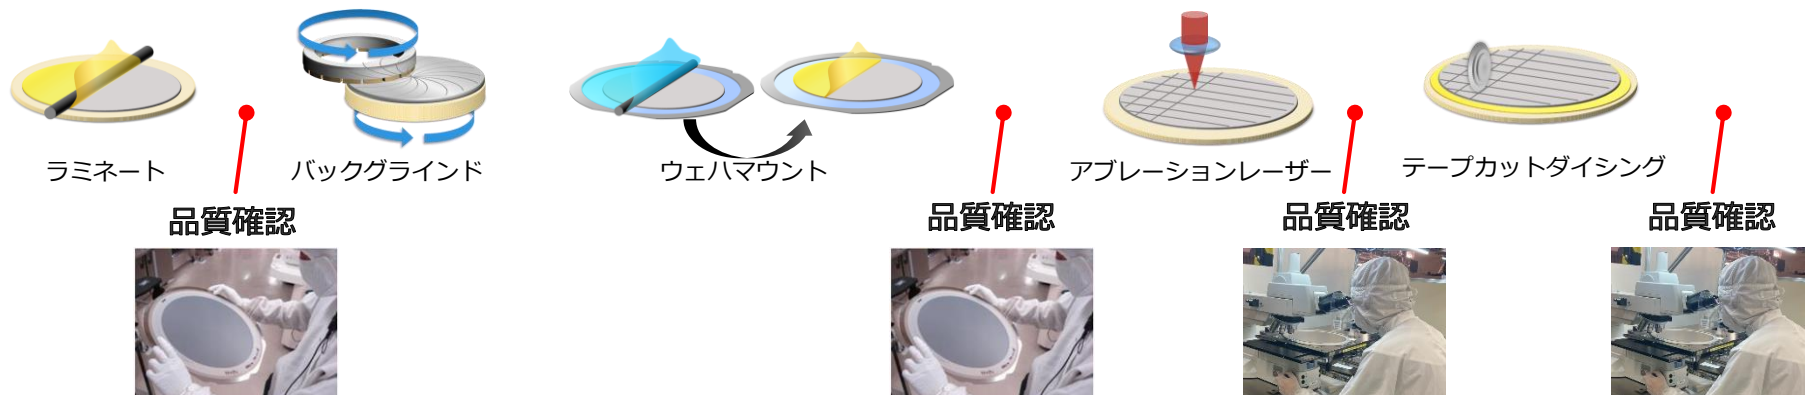 ラミネート
バックグラインド
ウェハマウント
アブレーションレーザー
テープカットダイシング
品質確認
品質確認
品質確認
品質確認